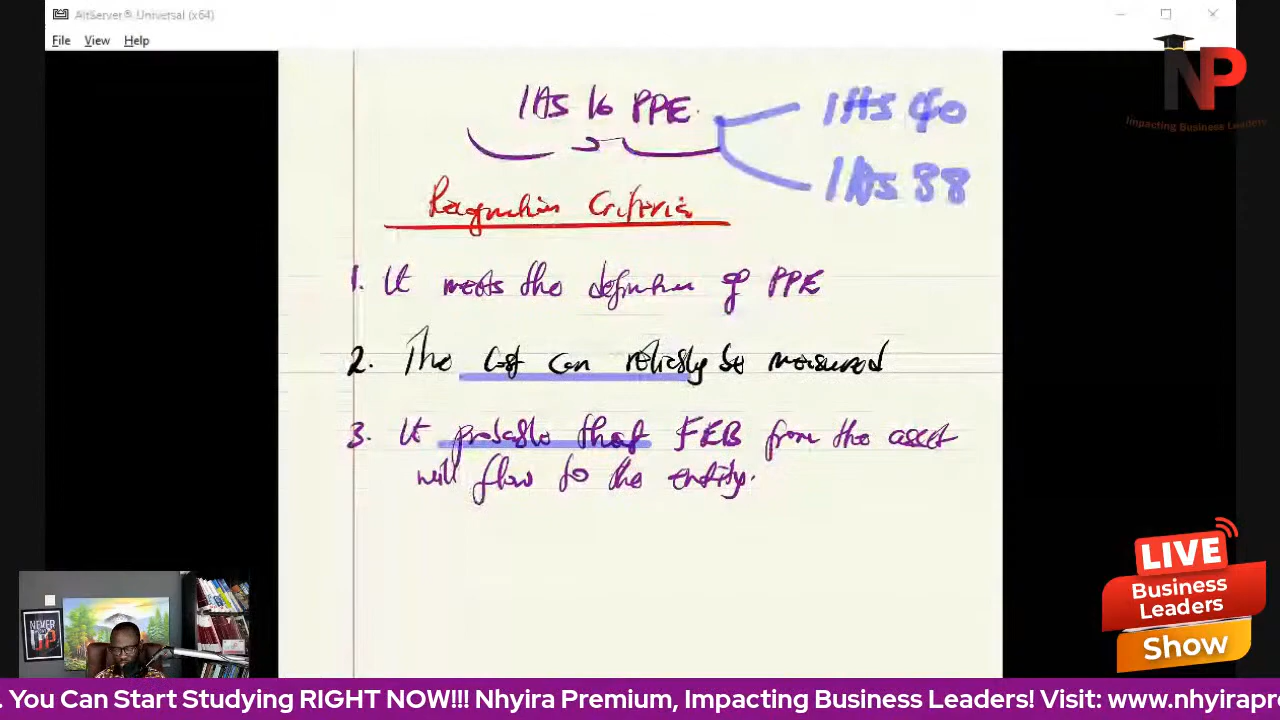 AltServer® Universal (x64)
File View Help
IAS 16 PPE.
IAS 40
IAS 38
Recognition Criteria
1. It meets the definition of PPE
2. The Cost can reliably be measured
3. It probable that FEB from the asset
will flow to the entity.
NP
Impacting Business Leaders
NEVER
UP
LIVE
Business
Leaders
Show
. You Can Start Studying RIGHT NOW!!! Nhyira Premium, Impacting Business Leaders! Visit: www.nhyirapr